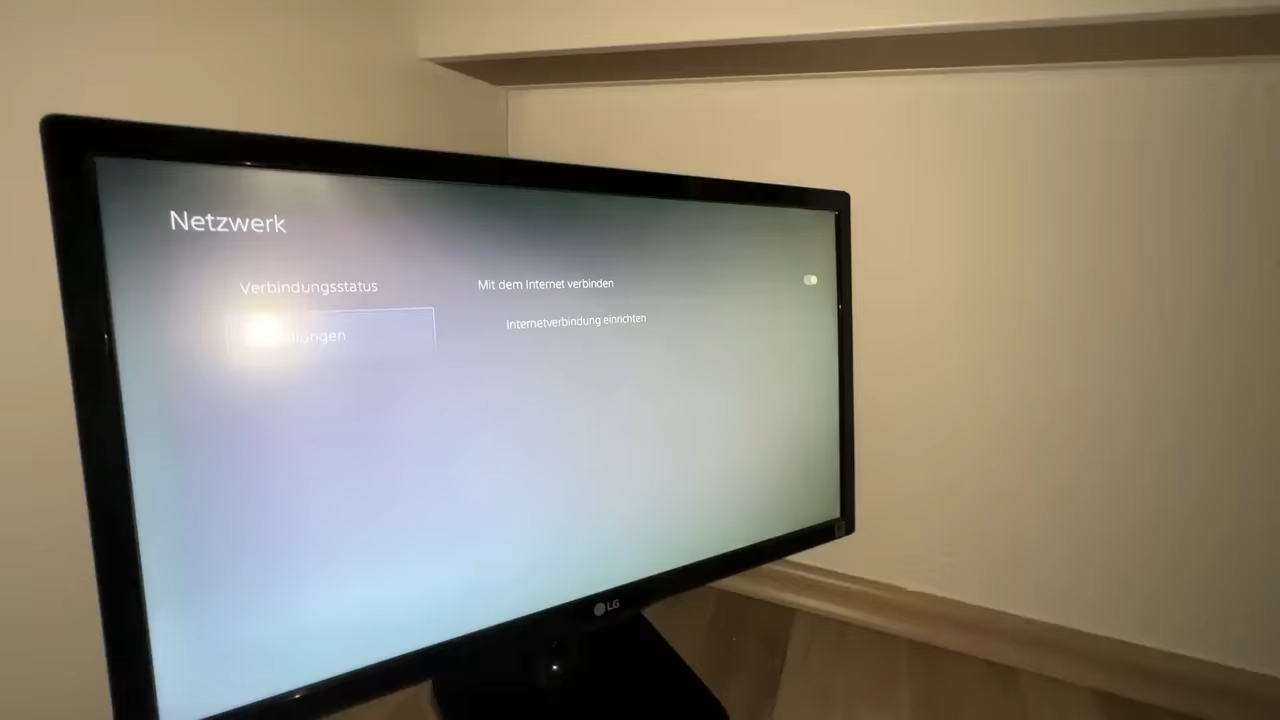 Netzwerk
Verbindungsstatus
Mit dem Internet verbinden
Internetverbindung einrichten
LG